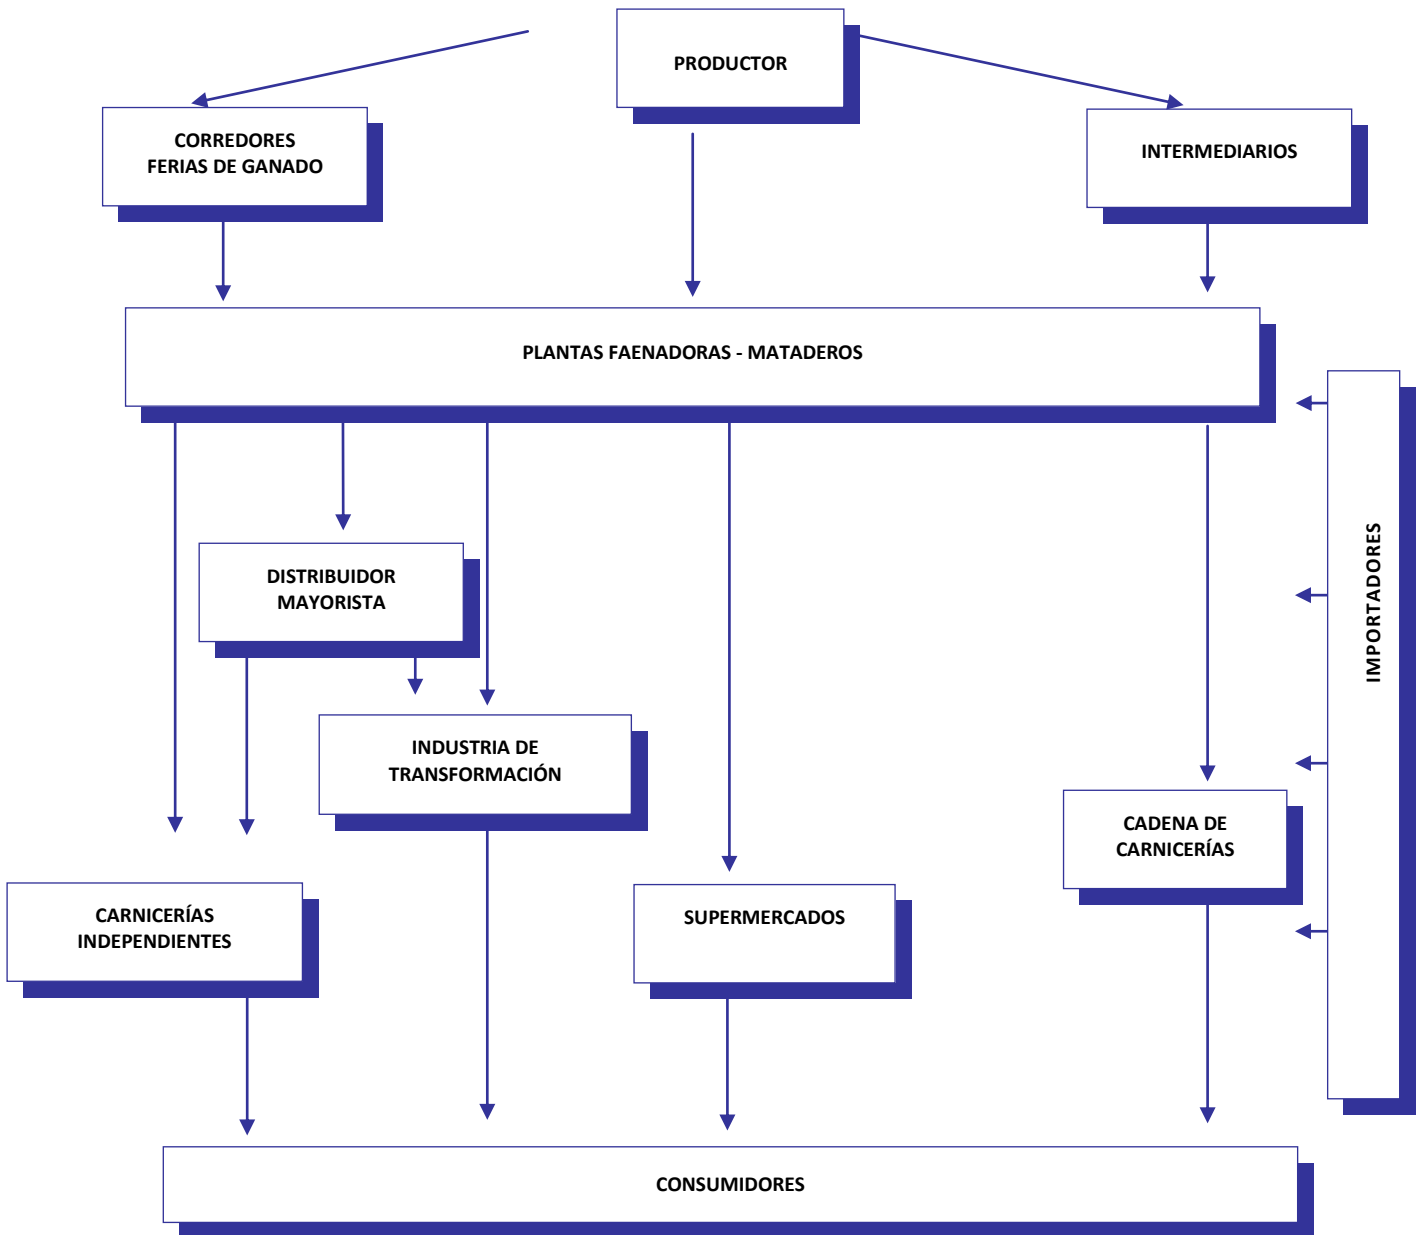 PRODUCTOR
CORREDORES
FERIAS DE GANADO
INTERMEDIARIOS
PLANTAS FAENADORAS - MATADEROS
IMPORTADORES
DISTRIBUIDOR
MAYORISTA
INDUSTRIA DE
TRANSFORMACIÓN
CADENA DE
CARNICERÍAS
CARNICERÍAS
INDEPENDIENTES
SUPERMERCADOS
CONSUMIDORES